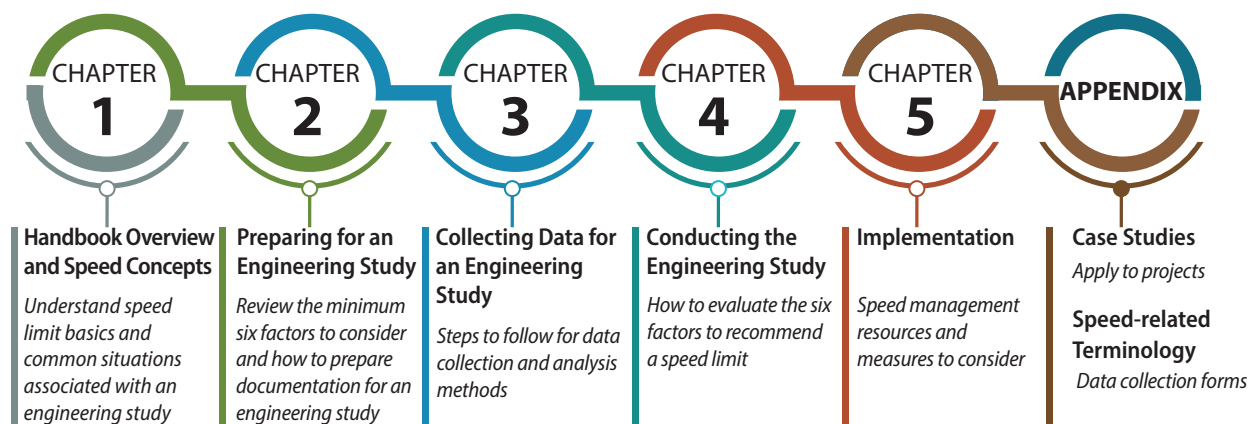 CHAPTER
1
CHAPTER
2
CHAPTER
3
CHAPTER
4
CHAPTER
5
APPENDIX
Handbook Overview
and Speed Concepts
Understand speed
limit basics and
common situations
associated with an
engineering study
Preparing for an
Engineering Study
Review the minimum
six factors to consider
and how to prepare
documentation for an
engineering study
Collecting Data for
an Engineering
Study
Steps to follow for data
collection and analysis
methods
Conducting the
Engineering Study
How to evaluate the six
factors to recommend
a speed limit
Implementation
Speed management
resources and
measures to consider
Case Studies
Apply to projects
Speed-related
Terminology
Data collection forms